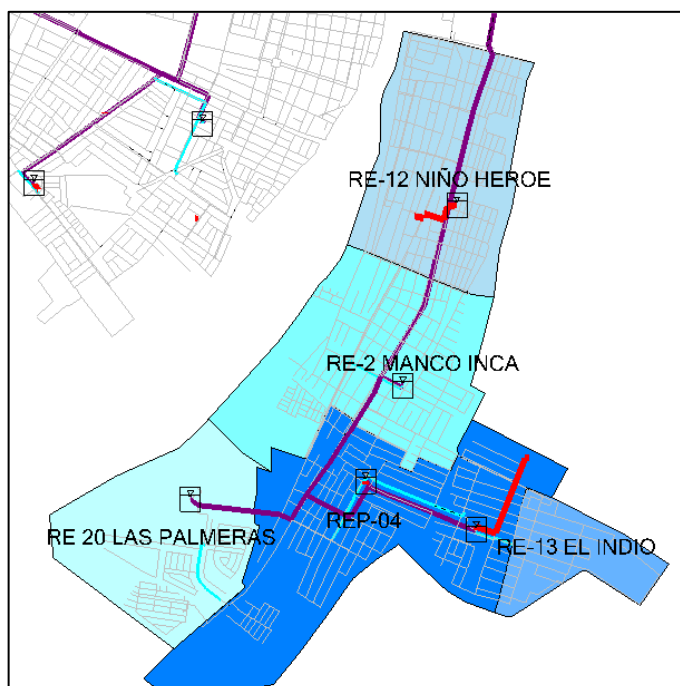 RE-12 NIÑO HEROE
RE-2 MANCO INCA
REP-04
RE 20 LAS PALMERAS
RE-13 EL INDIO